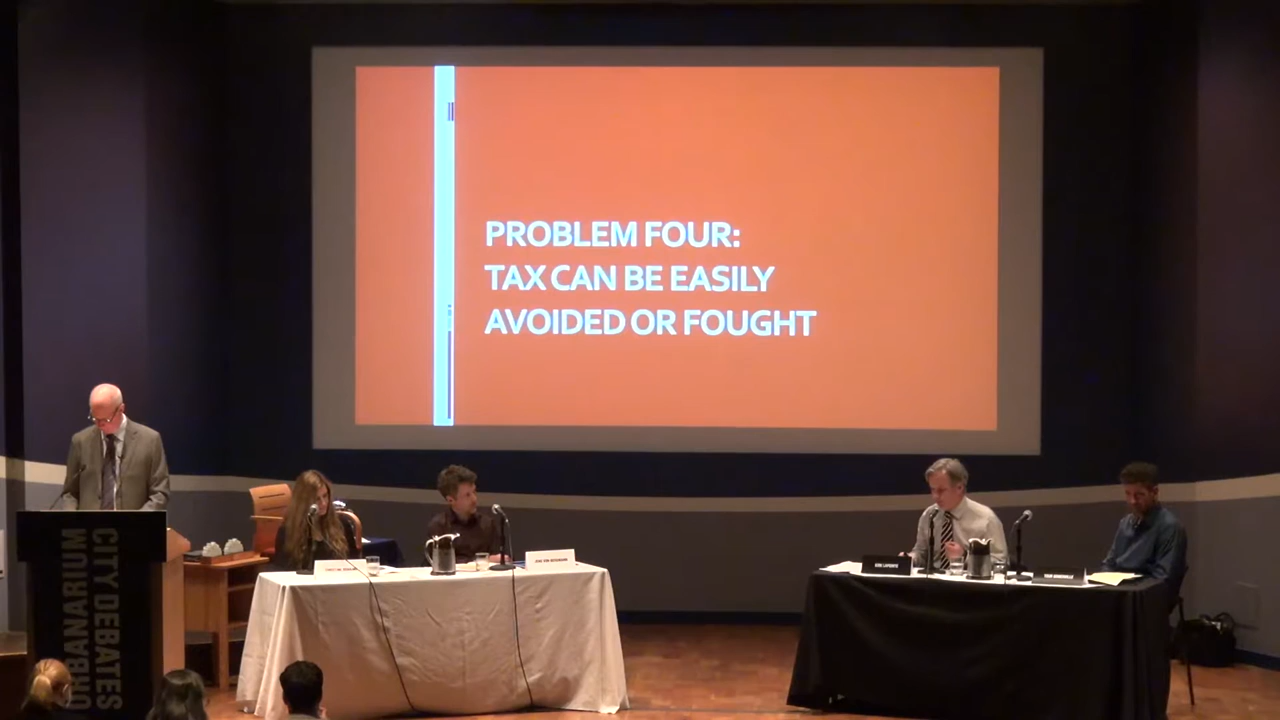 PROBLEM FOUR:
TAX CAN BE EASILY
AVOIDED OR FOUGHT
URBANARIUM
CITY DEBATES